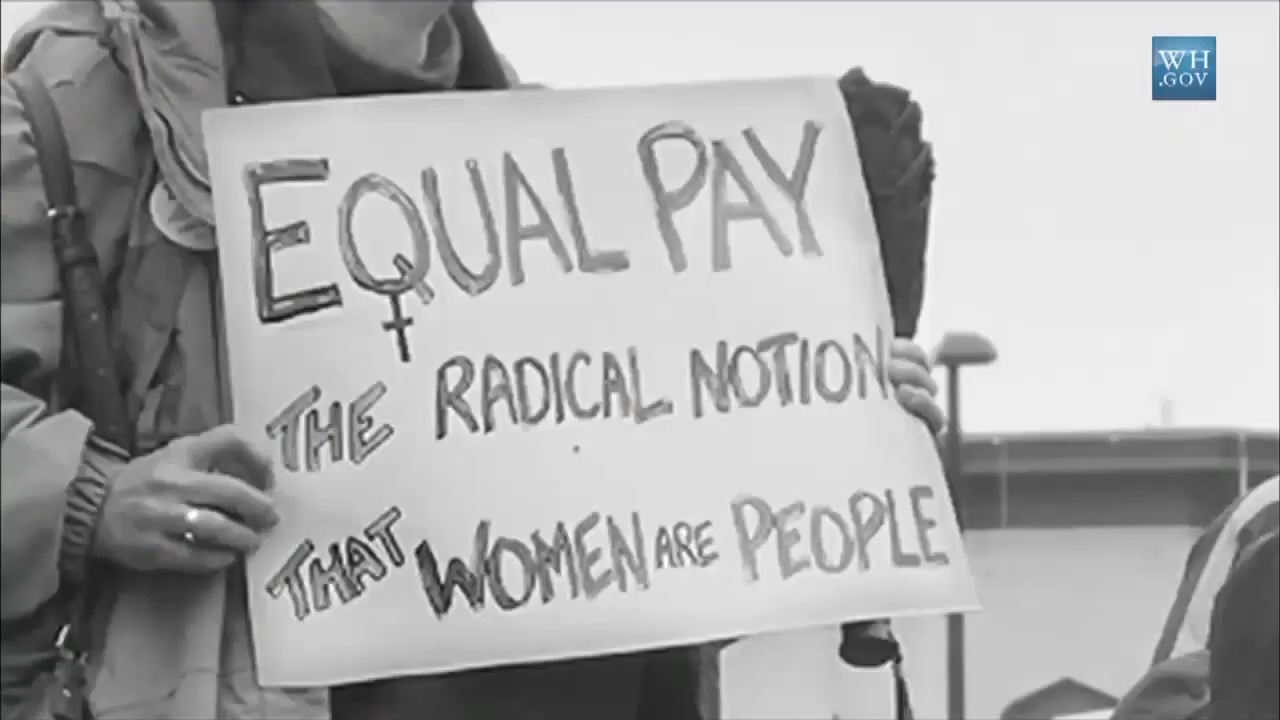 WH
.GOV
EQUAL PAY
THE RADICAL NOTION
THAT WOMEN ARE PEOPLE